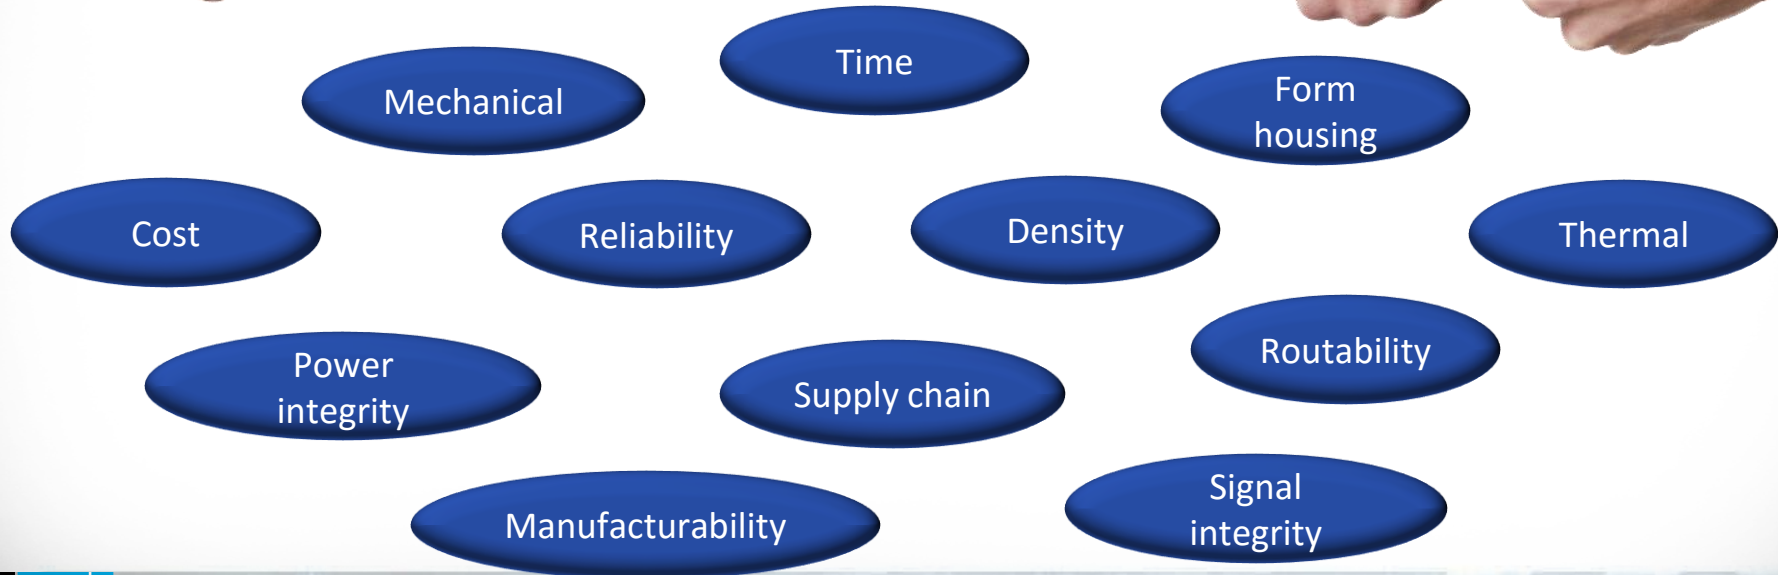 Time
Mechanical
Form
housing
Cost
Reliability
Density
Thermal
Power
integrity
Supply chain
Routability
Manufacturability
Signal
integrity